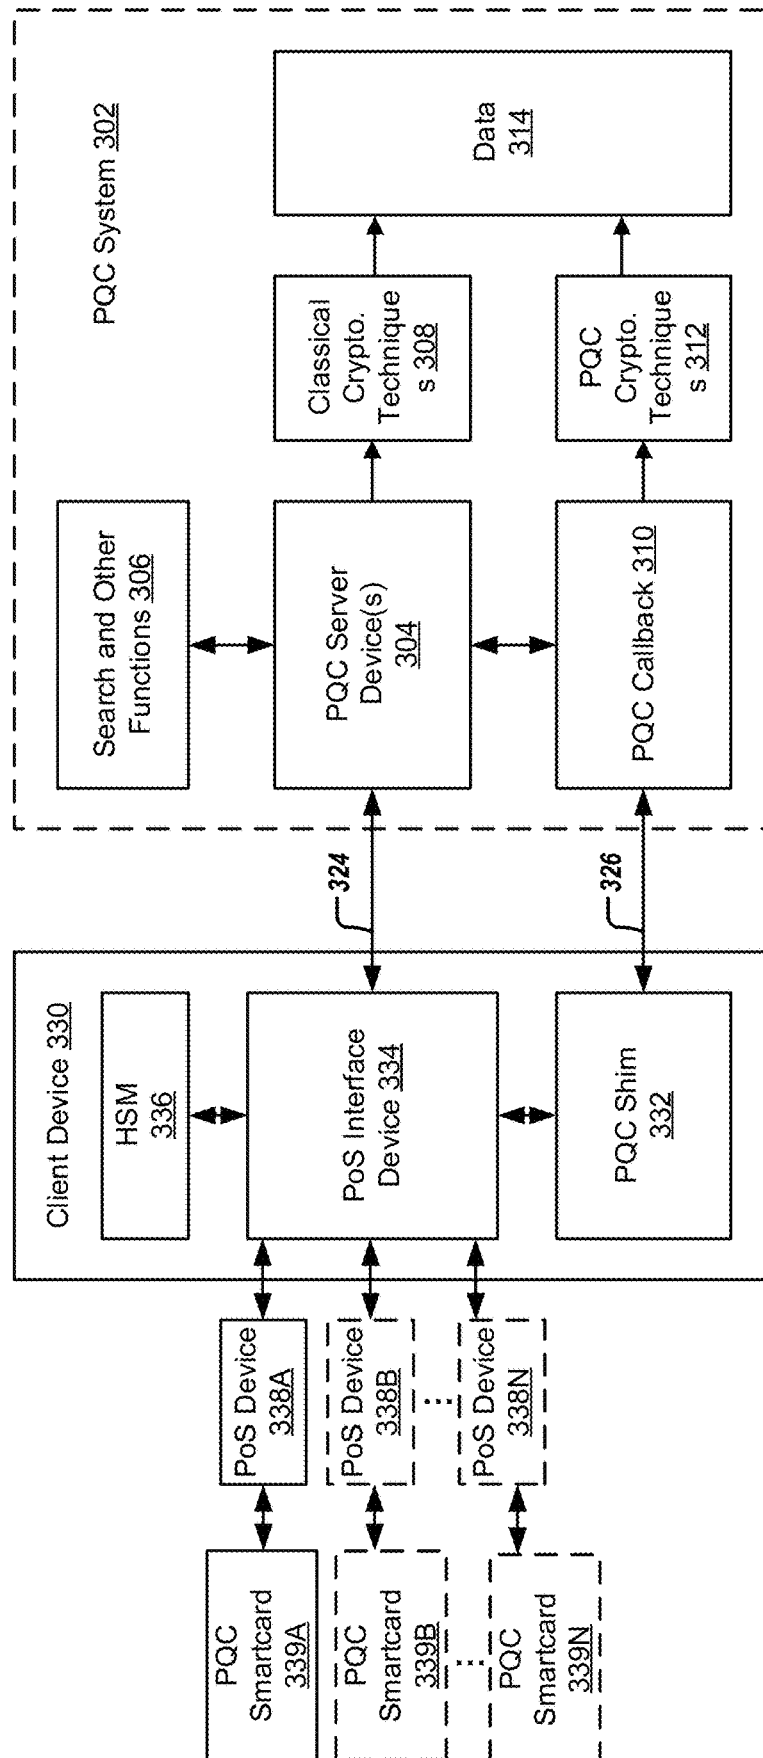 PQC System 302
Search and Other
Functions 306
PQC Server
Device(s)
304
Classical
Crypto.
Technique
s 308
Data
314
PQC Callback 310
PQC
Crypto.
Technique
s 312
324
326
Client Device 330
HSM
336
PoS Interface
Device 334
PQC Shim
332
PoS Device
338A
PoS Device
338B
...
PoS Device
338N
PQC
Smartcard
339A
PQC
Smartcard
339B
...
PQC
Smartcard
339N